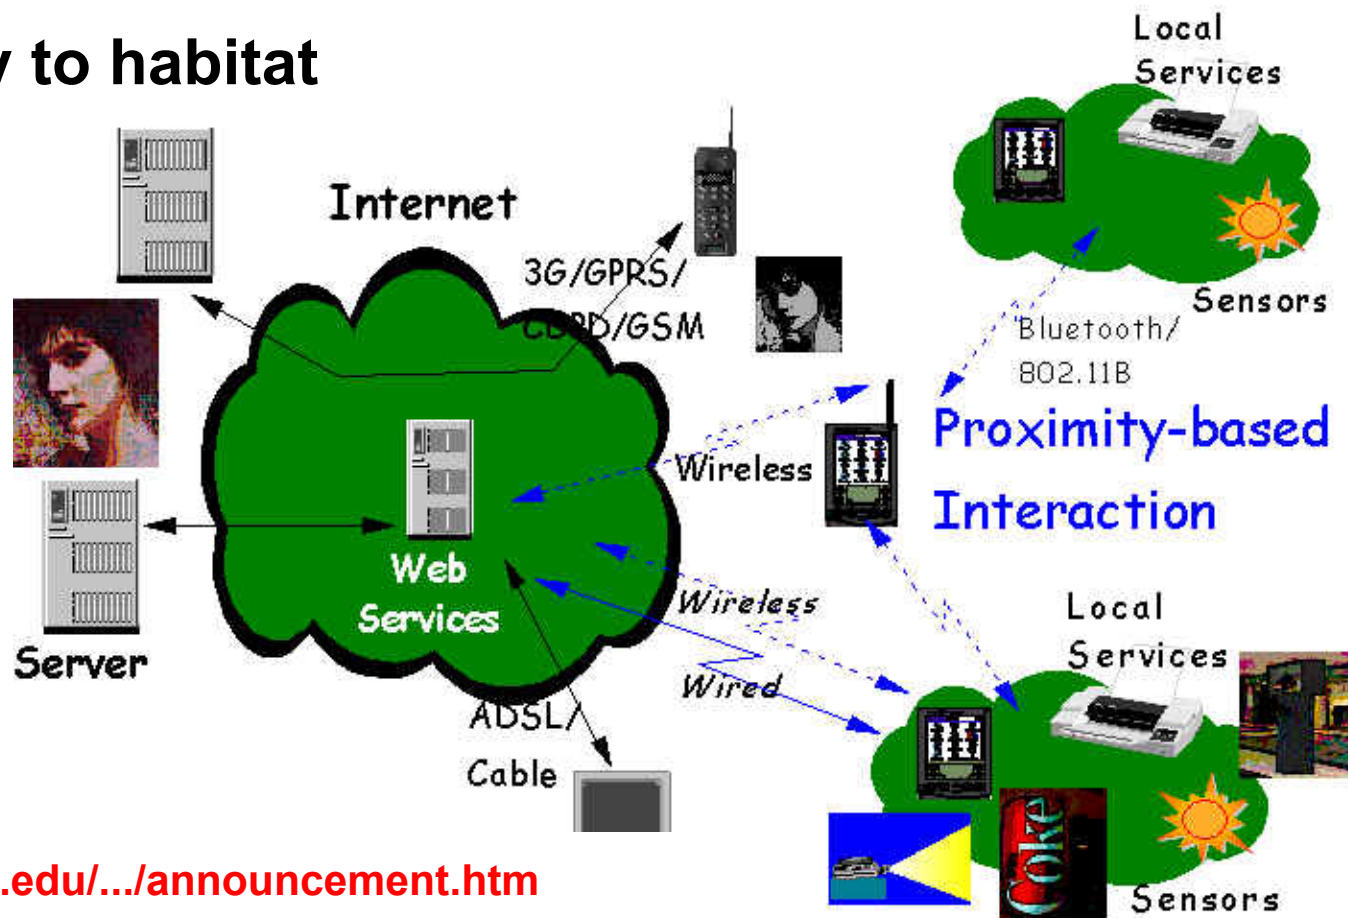 y to habitat
Local
Services
Internet
3G/GPRS/
CDPD/GSM
Sensors
Bluetooth/
802.11B
Proximity-based
Interaction
Wireless
Web
Services
Server
Wireless
Wired
Local
Services
ADSL/
Cable
Coke
Sensors
.edu/.../announcement.htm